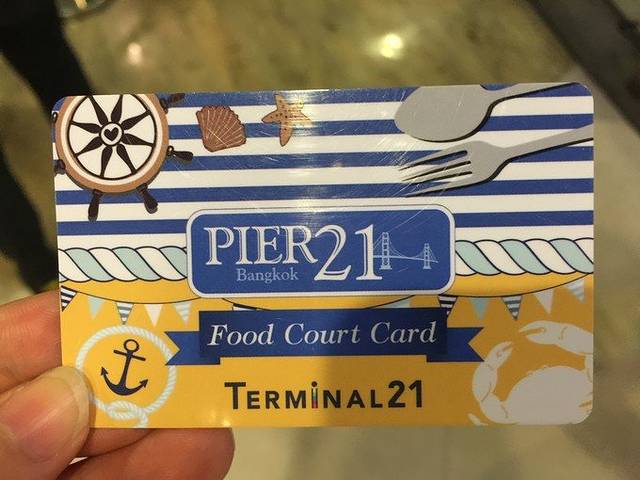 PIER21
Bangkok
Food Court Card
TERMINAL21